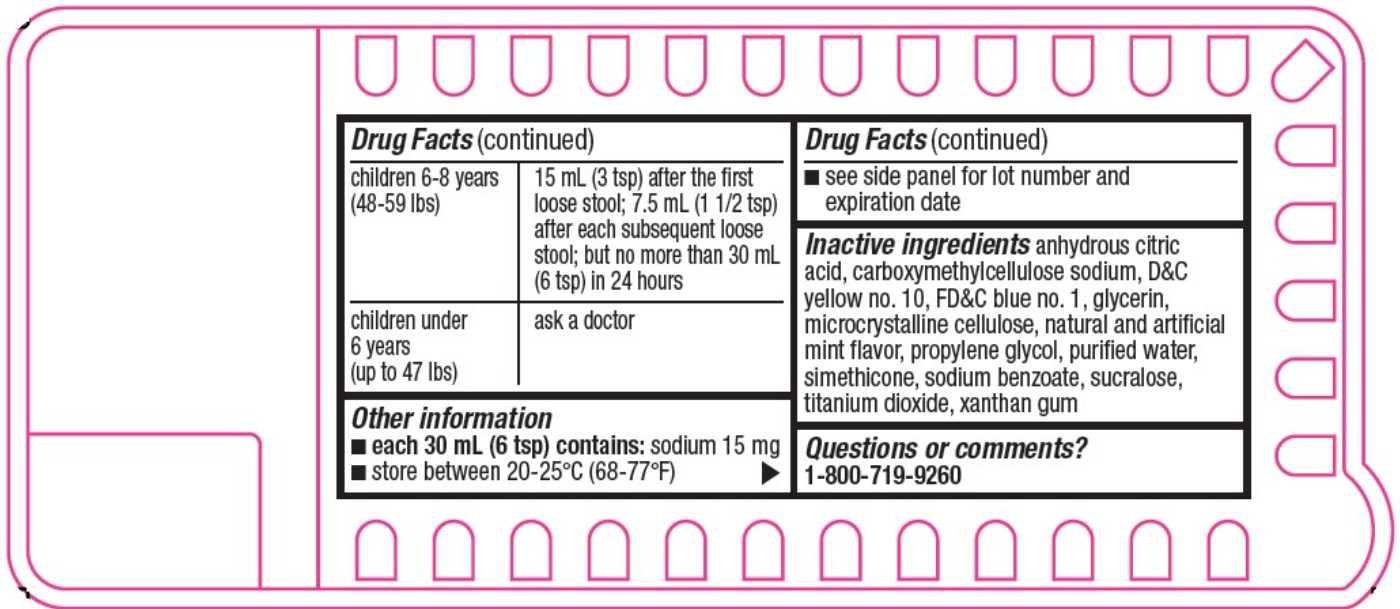 Drug Facts (continued)
children 6-8 years
(48-59 lbs)
15 mL (3 tsp) after the first
loose stool; 7.5 mL (1 1/2 tsp)
after each subsequent loose
stool; but no more than 30 mL
(6 tsp) in 24 hours
children under
6 years
(up to 47 lbs)
ask a doctor
Other information
■ each 30 mL (6 tsp) contains: sodium 15 mg
■ store between 20-25°C (68-77°F) ▶
Drug Facts (continued)
■ see side panel for lot number and
expiration date
Inactive ingredients anhydrous citric
acid, carboxymethylcellulose sodium, D&C
yellow no. 10, FD&C blue no. 1, glycerin,
microcrystalline cellulose, natural and artificial
mint flavor, propylene glycol, purified water,
simethicone, sodium benzoate, sucralose,
titanium dioxide, xanthan gum
Questions or comments?
1-800-719-9260